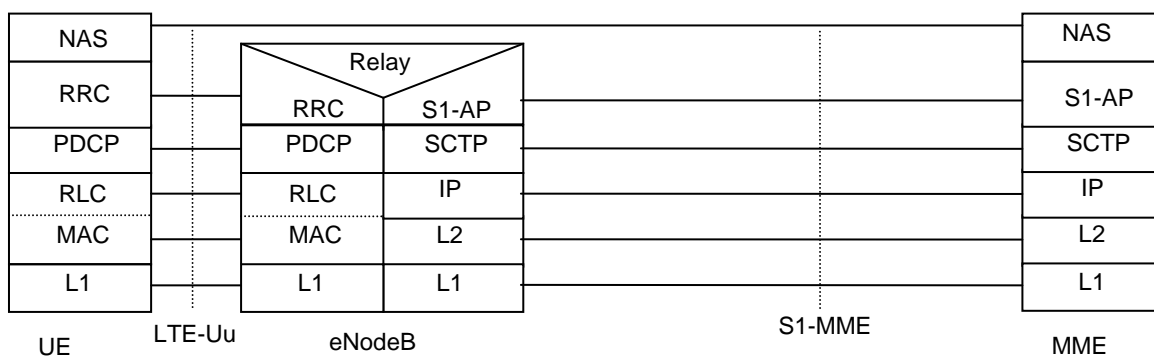 NAS
NAS
Relay
RRC
RRC
S1-AP
S1-AP
PDCP
PDCP
SCTP
SCTP
RLC
RLC
IP
IP
MAC
MAC
L2
L2
L1
L1
L1
L1
UE
LTE-Uu
eNodeB
S1-MME
MME